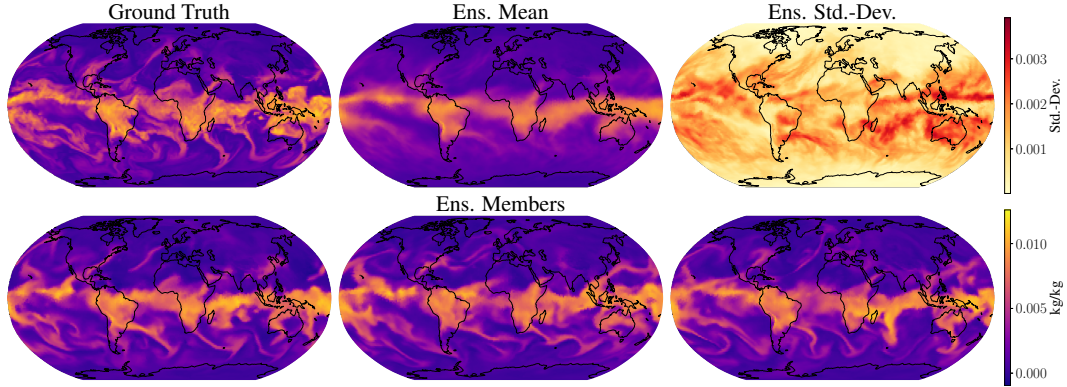 Ground Truth
Ens. Mean
Ens. Std.-Dev.
0.003
0.002
0.001
Std.-Dev.
Ens. Members
0.010
0.005
0.000
kg/kg